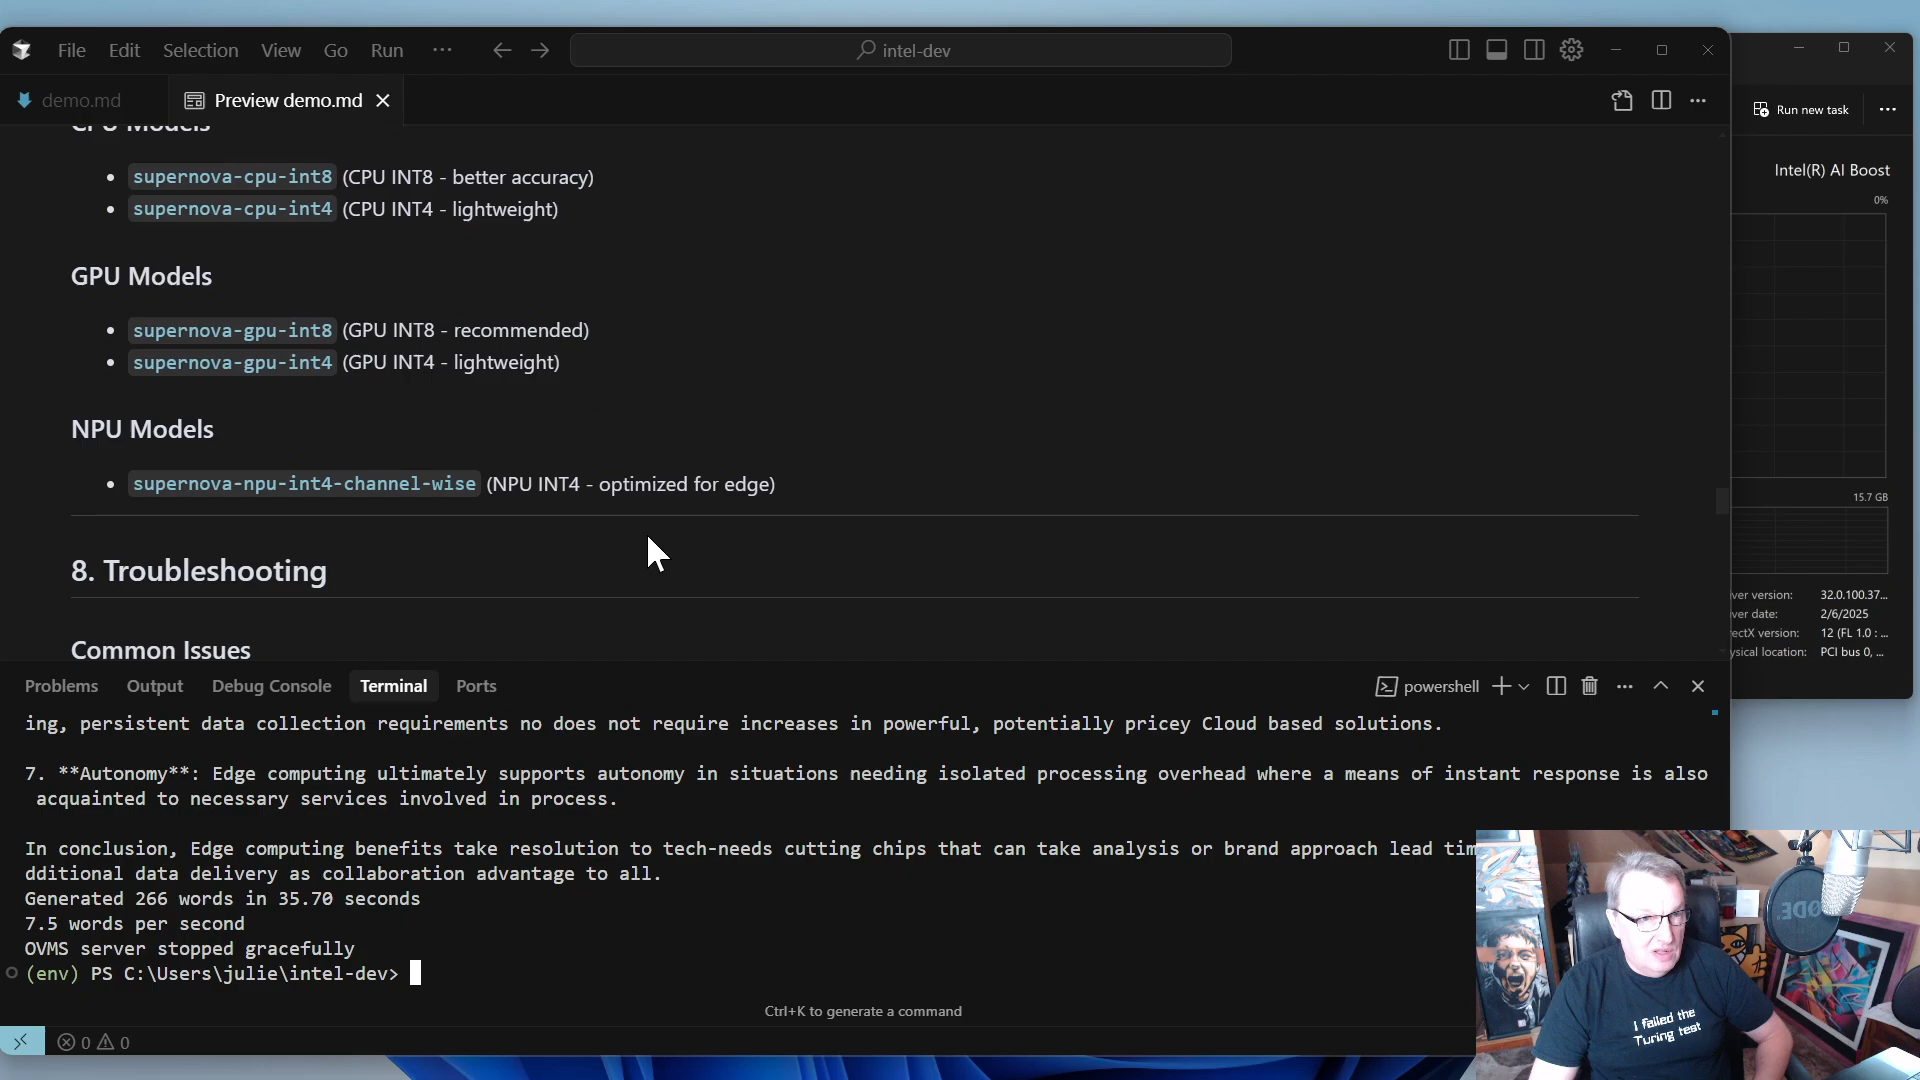 File Edit Selection View Go Run ··· intel-dev
demo.md Preview demo.md
Run new task
CPU Models
supernova-cpu-int8 (CPU INT8 - better accuracy)
supernova-cpu-int4 (CPU INT4 - lightweight)
GPU Models
supernova-gpu-int8 (GPU INT8 - recommended)
supernova-gpu-int4 (GPU INT4 - lightweight)
NPU Models
supernova-npu-int4-channel-wise (NPU INT4 - optimized for edge)
8. Troubleshooting
Common Issues
Intel(R) AI Boost
0%
15.7 GB
ver version: 32.0.100.37...
ver date: 2/6/2025
ectX version: 12 (FL 1.0 : ...
ysical location: PCI bus 0, ...
Problems Output Debug Console Terminal Ports powershell
ing, persistent data collection requirements no does not require increases in powerful, potentially pricey Cloud based solutions.
7. **Autonomy**: Edge computing ultimately supports autonomy in situations needing isolated processing overhead where a means of instant response is also
acquainted to necessary services involved in process.
In conclusion, Edge computing benefits take resolution to tech-needs cutting chips that can take analysis or brand approach lead tim
dditional data delivery as collaboration advantage to all.
Generated 266 words in 35.70 seconds
7.5 words per second
OVMS server stopped gracefully
(env) PS C:\Users\julie\intel-dev>
Ctrl+K to generate a command
0 0
I failed the
Turing test